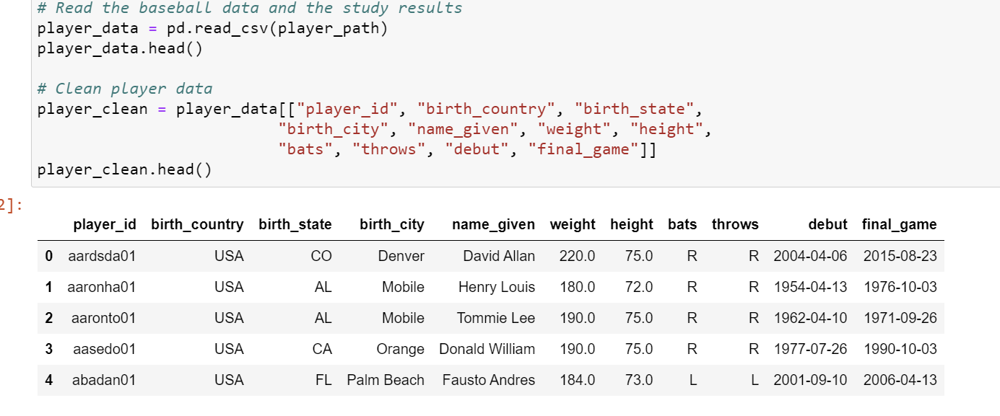 # Read the baseball data and the study results
player_data = pd.read_csv(player_path)
player_data.head()
# Clean player data
player_clean = player_data[["player_id", "birth_country", "birth_state",
"birth_city", "name_given", "weight", "height",
"bats", "throws", "debut", "final_game"]]
player_clean.head()
2]:
player_id birth_country birth_state birth_city name_given weight height bats throws debut final_game
0 aardsda01 USA CO Denver David Allan 220.0 75.0 R R 2004-04-06 2015-08-23
1 aaronha01 USA AL Mobile Henry Louis 180.0 72.0 R R 1954-04-13 1976-10-03
2 aaronto01 USA AL Mobile Tommie Lee 190.0 75.0 R R 1962-04-10 1971-09-26
3 aasedo01 USA CA Orange Donald William 190.0 75.0 R R 1977-07-26 1990-10-03
4 abadan01 USA FL Palm Beach Fausto Andres 184.0 73.0 L L 2001-09-10 2006-04-13